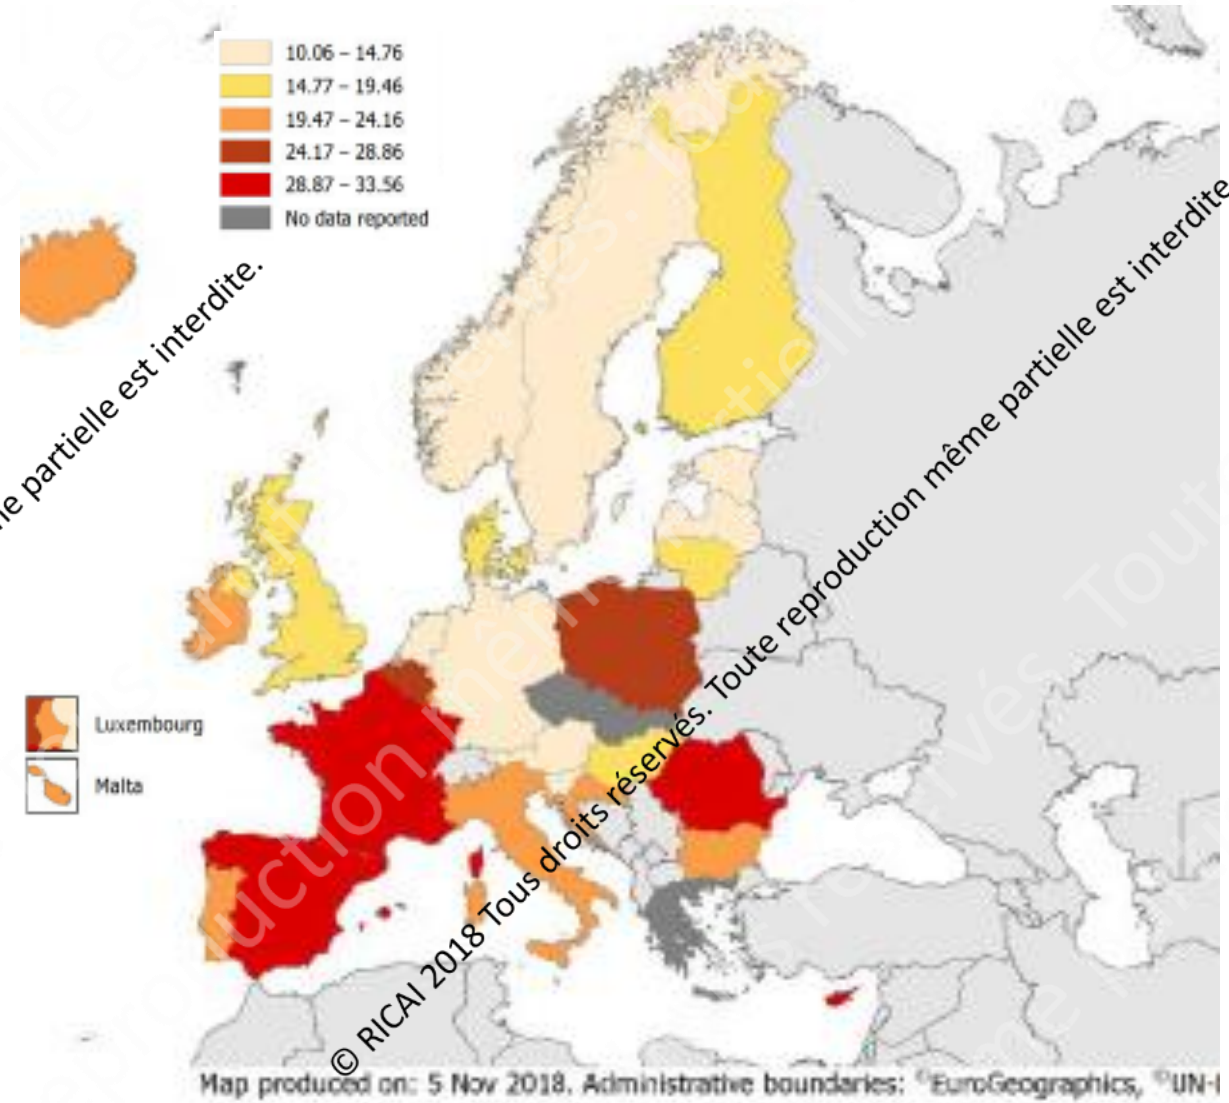 10.06 – 14.76
14.77 – 19.46
19.47 – 24.16
24.17 – 28.86
28.87 – 33.56
No data reported
partielle est interdite.
© RICAI 2018 Tous droits réservés. Toute reproduction même partielle est interdite
Luxembourg
Malta
Map produced on: 5 Nov 2018. Administrative boundaries: ©EuroGeographics, ©UN-